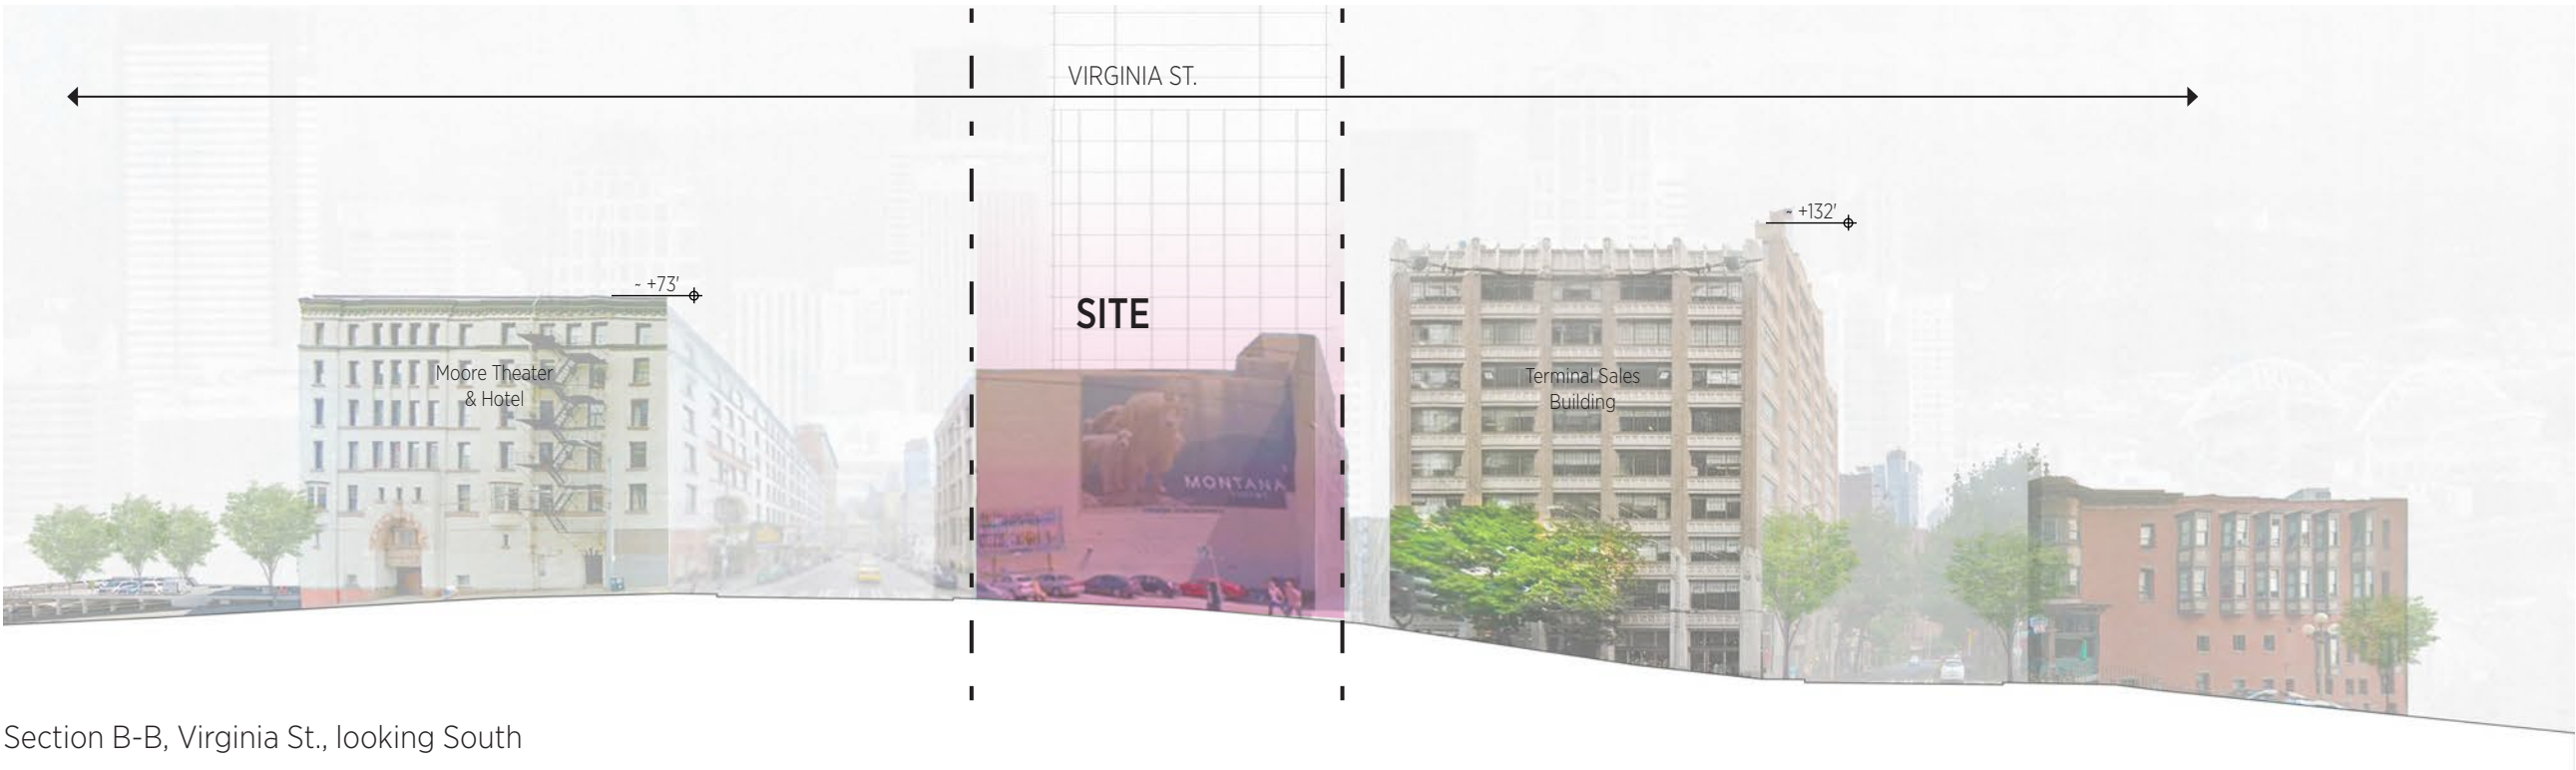 VIRGINIA ST.
~ +132'
~ +73'
SITE
Moore Theater
& Hotel
Terminal Sales
Building
MONTANA
Section B-B, Virginia St., looking South